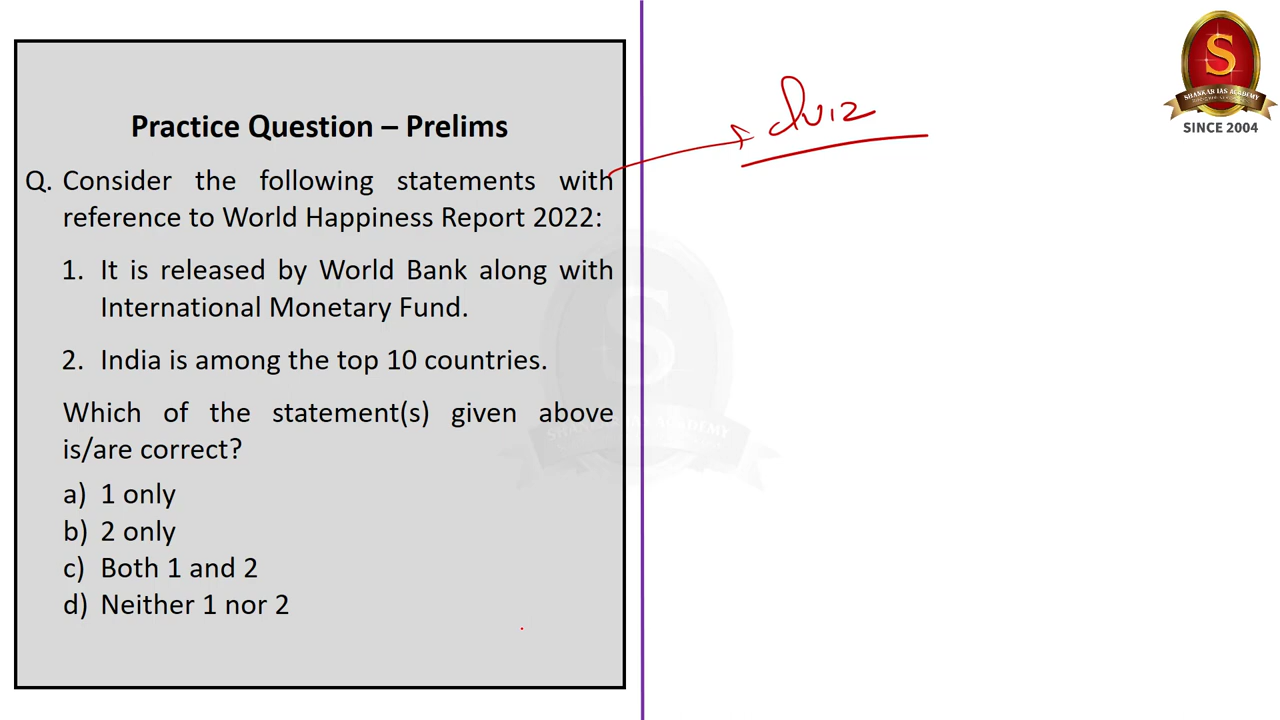 Practice Question – Prelims
Q. Consider the following statements with
reference to World Happiness Report 2022:
1. It is released by World Bank along with
International Monetary Fund.
2. India is among the top 10 countries.
Which of the statement(s) given above
is/are correct?
a) 1 only
b) 2 only
c) Both 1 and 2
d) Neither 1 nor 2
Quiz
S
SHANKAR IAS ACADEMY
SINCE 2004